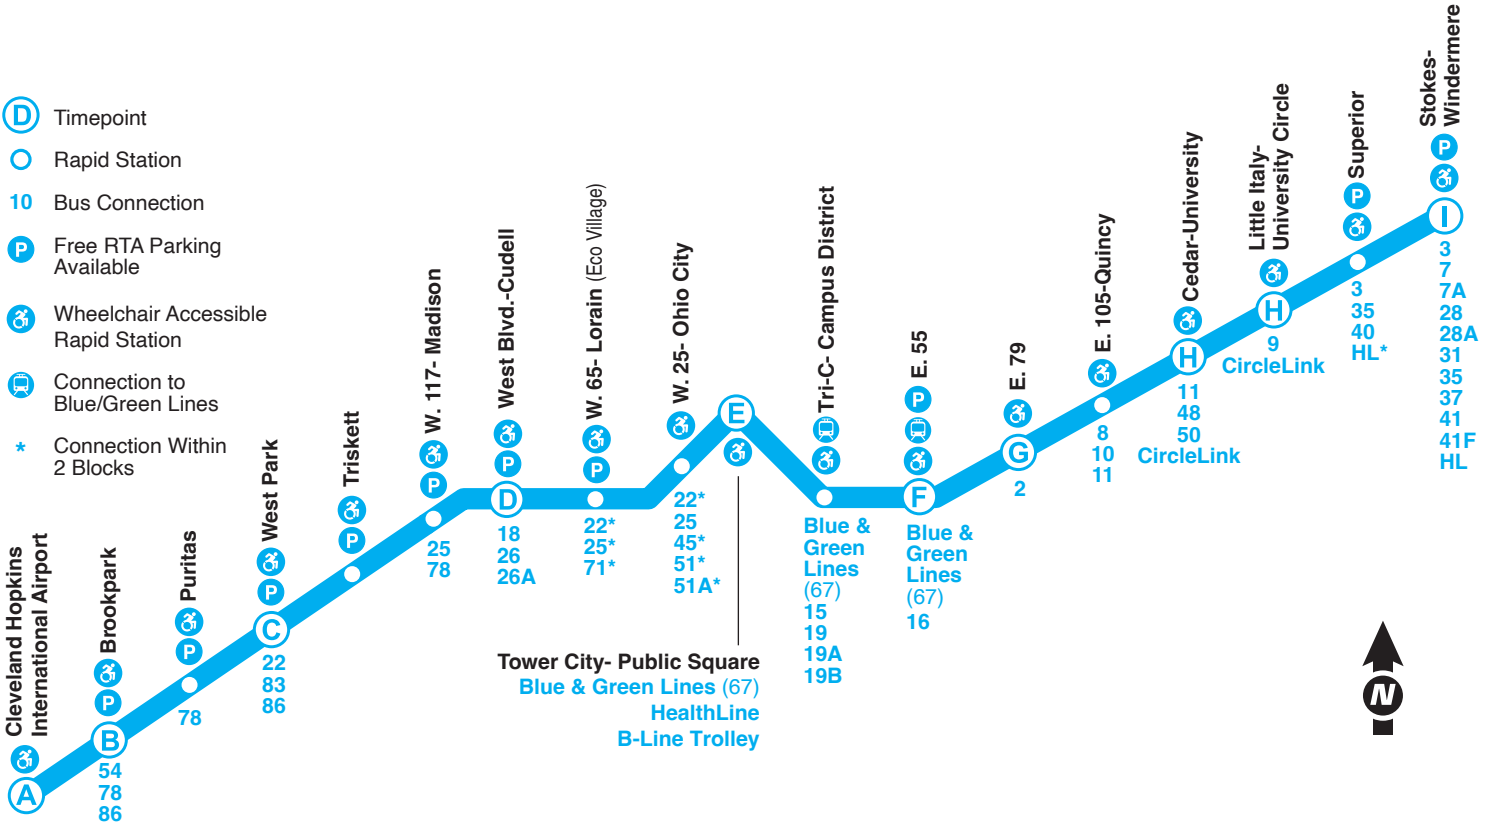 D Timepoint
Rapid Station
10 Bus Connection
P Free RTA Parking
Available
Wheelchair Accessible
Rapid Station
Connection to
Blue/Green Lines
* Connection Within
2 Blocks
Cleveland Hopkins
International Airport
A
Brookpark
P
B
54
78
86
Puritas
P
78
West Park
P
C
22
83
86
Triskett
P
W. 117- Madison
P
25
78
West Blvd.-Cudell
P
D
18
26
26A
W. 65- Lorain (Eco Village)
P
22*
25*
71*
W. 25- Ohio City
22*
25
45*
51*
51A*
E
Tower City- Public Square
Blue & Green Lines (67)
HealthLine
B-Line Trolley
Tri-C- Campus District
Blue &
Green
Lines
(67)
15
19
19A
19B
E. 55
P
F
Blue &
Green
Lines
(67)
16
E. 79
G
2
E. 105-Quincy
8
10
11
Cedar-University
H
11
48
50
CircleLink
Little Italy-
University Circle
H
9
CircleLink
Superior
P
3
35
40
HL*
Stokes-
Windermere
P
I
3
7
7A
28
28A
31
35
37
41
41F
HL
N